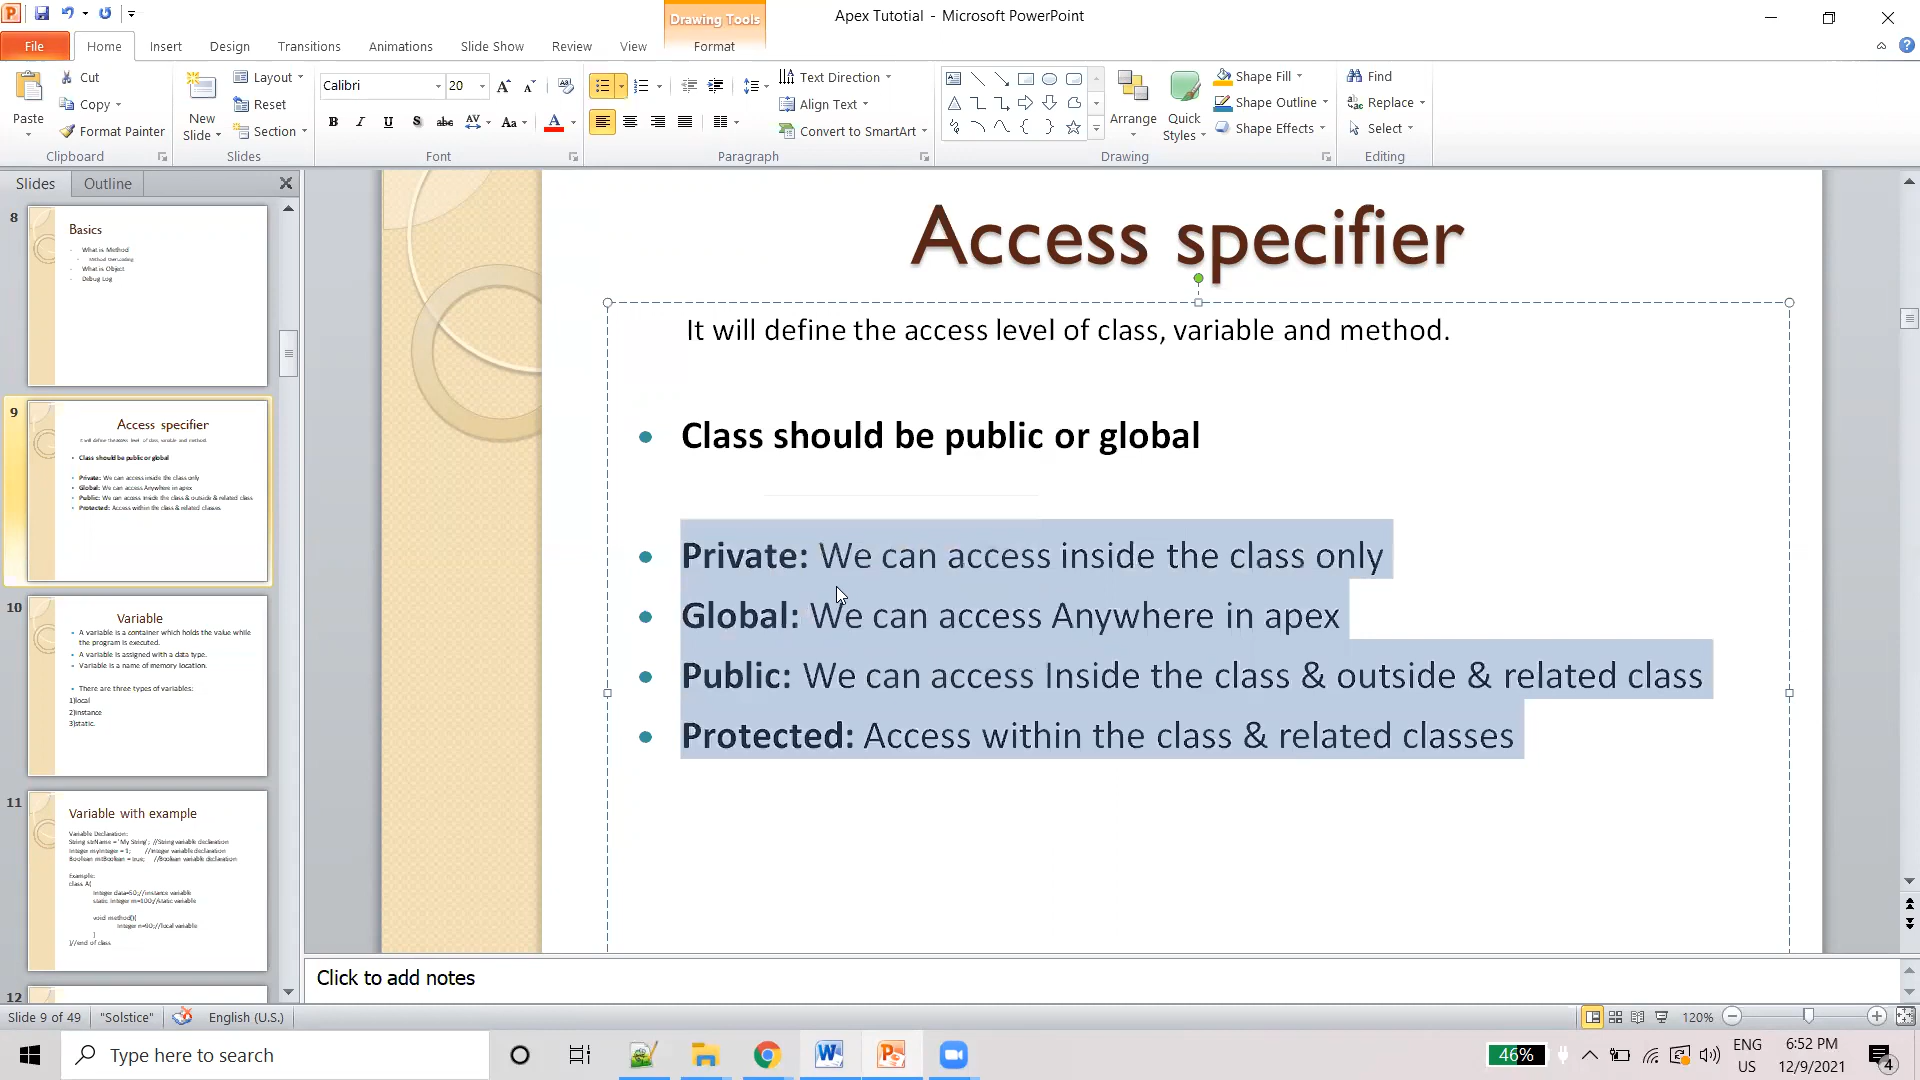 Apex Tutotial - Microsoft PowerPoint
Drawing Tools
File Home Insert Design Transitions Animations Slide Show Review View Format
Paste
Cut
Copy
Format Painter
Clipboard
New Slide
Layout
Reset
Section
Slides
Calibri 20
B I U S abc AV Aa A
Font
Text Direction
Align Text
Convert to SmartArt
Paragraph
Arrange
Quick Styles
Shape Fill
Shape Outline
Shape Effects
Drawing
Find
Replace
Select
Editing
Slides Outline
8
Basics
What is Method
What is Object
Debug Log
9
Access specifier
It will define the access level of class, variable and method.
Class should be public or global
Private: We can access inside the class only
Global: We can access Anywhere in apex
Public: We can access Inside the class & outside & related class
Protected: Access within the class & related classes
10
Variable
A variable is a container which holds the value while
the program is executed.
A variable is assigned with a data type.
Variable is a name of memory location.
There are three types of variables:
1)local
2)instance
3)static.
11
Variable with example
Variable Declaration:
String strName = 'My String'; //String variable declaration
Integer myInteger = 1; //Integer variable declaration
//Boolean variable declaration
Example:
class A{
integer data=50;//instance variable
static integer m=100;//static variable
void method(){
integer n=90;//local variable
}
}//end of class
12
Access specifier
It will define the access level of class, variable and method.
Class should be public or global
Private: We can access inside the class only
Global: We can access Anywhere in apex
Public: We can access Inside the class & outside & related class
Protected: Access within the class & related classes
Click to add notes
Slide 9 of 49 "Solstice" English (U.S.) 120%
Type here to search
46%
ENG
US
6:52 PM
12/9/2021
4